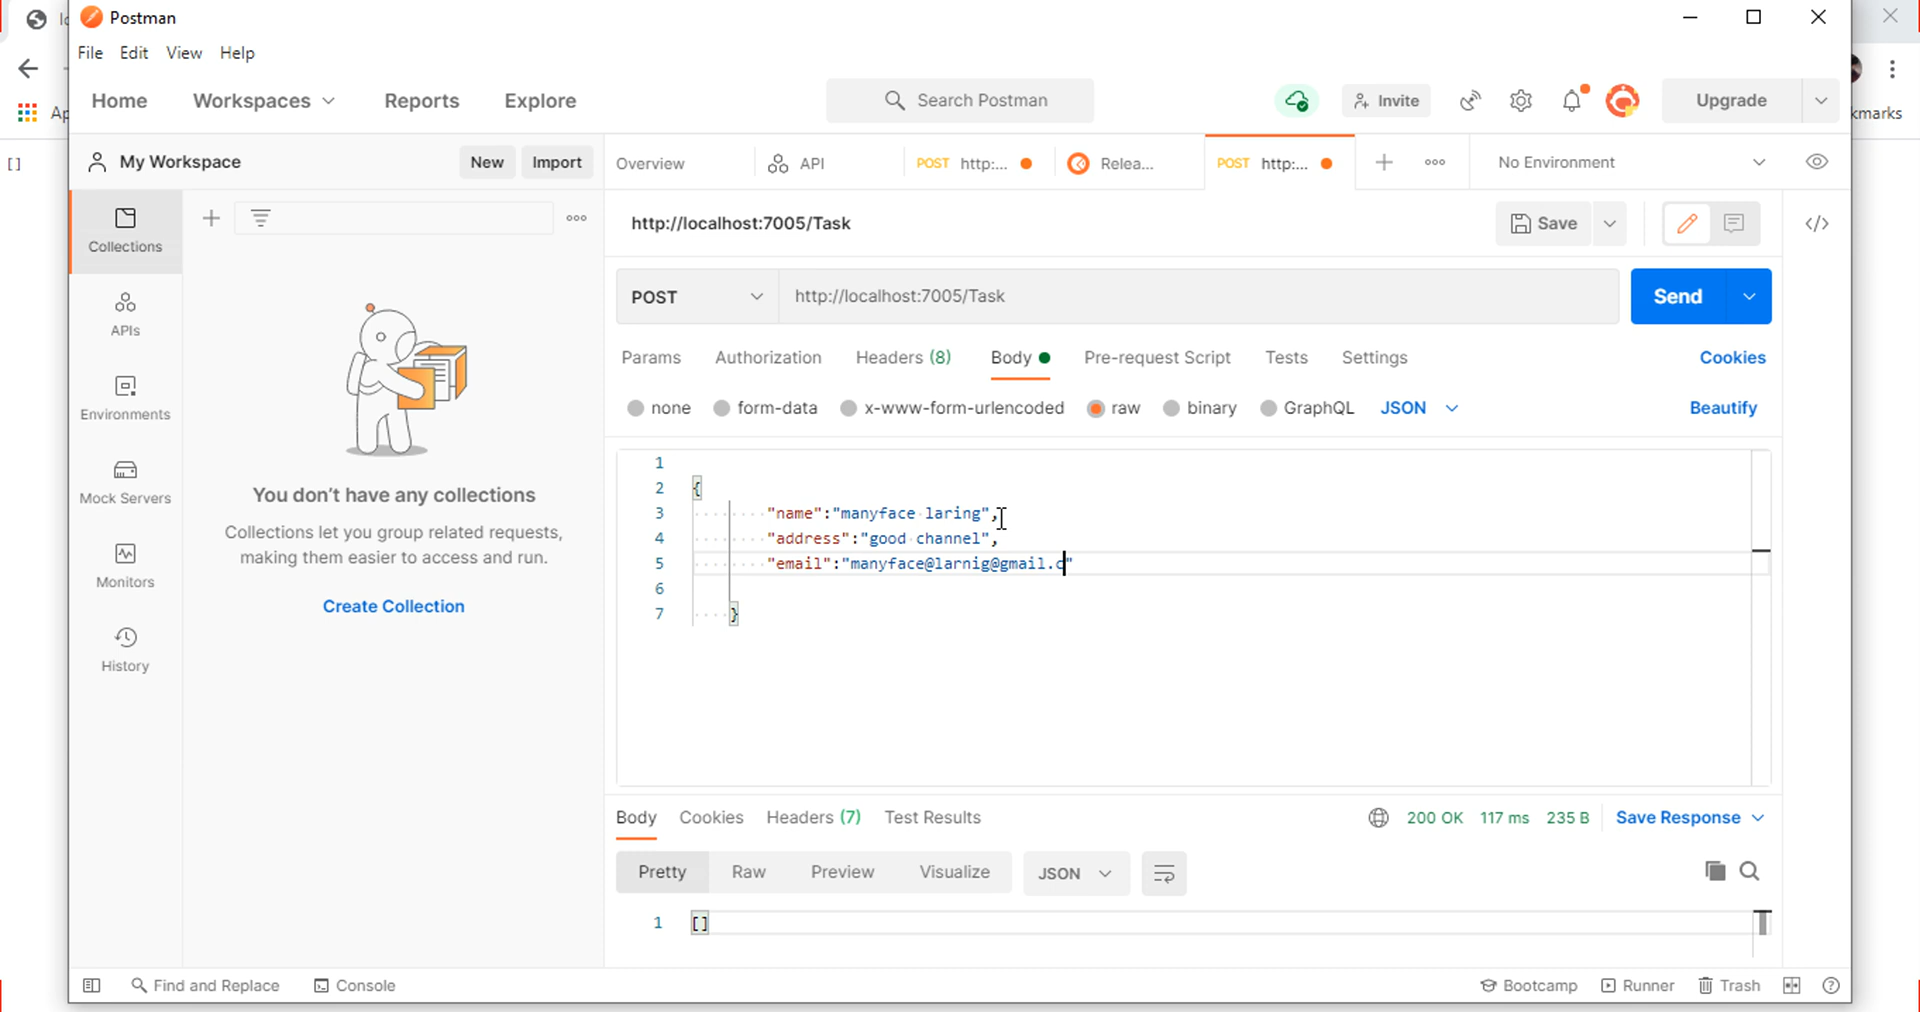 lo
Postman
File Edit View Help
Home Workspaces Reports Explore Search Postman Invite Upgrade
Ap
kmarks
[]
My Workspace New Import Overview API POST http:... Relea... POST http:... No Environment
Collections
http://localhost:7005/Task Save
POST http://localhost:7005/Task Send
APIs
Params Authorization Headers (8) Body Pre-request Script Tests Settings Cookies
Environments
none form-data x-www-form-urlencoded raw binary GraphQL JSON Beautify
Mock Servers
Monitors
History
You don't have any collections
Collections let you group related requests,
making them easier to access and run.
Create Collection
1
2 {
3 "name":"manyface laring",
4 "address":"good channel",
5 "email":"manyface@larnig@gmail.c"
6
7 }
Body Cookies Headers (7) Test Results 200 OK 117 ms 235 B Save Response
Pretty Raw Preview Visualize JSON
1 []
Find and Replace Console Bootcamp Runner Trash